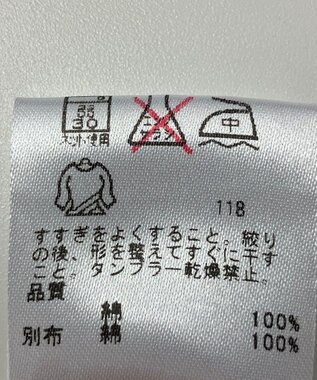 弱
30
中
ネット使用
11B
すすぎをよくすること。絞り
の後、形を整えてすぐに干す
こと。タンブラー乾燥禁止。
品質
綿 100%
別布 綿 100%